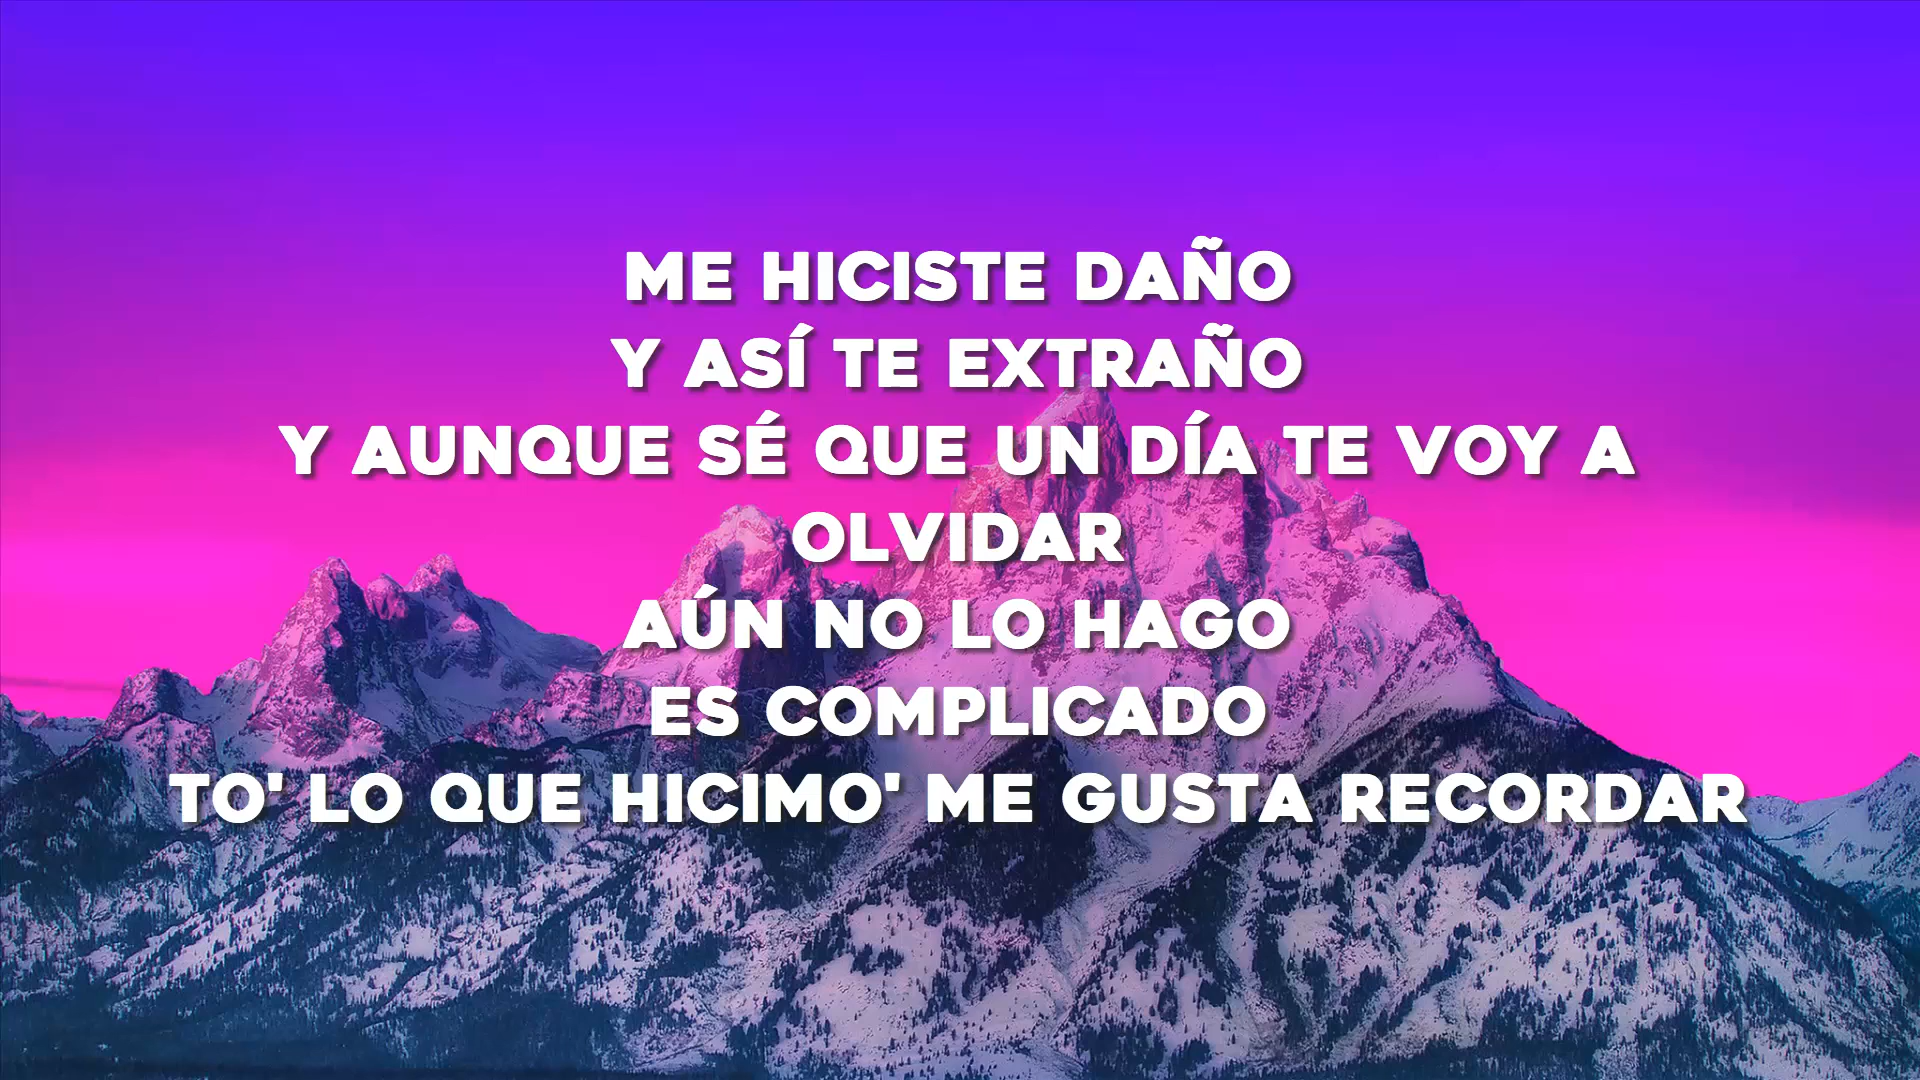 ME HICISTE DAÑO
Y ASÍ TE EXTRAÑO
Y AUNQUE SÉ QUE UN DÍA TE VOY A
OLVIDAR
AÚN NO LO HAGO
ES COMPLICADO
TO' LO QUE HICIMO' ME GUSTA RECORDAR